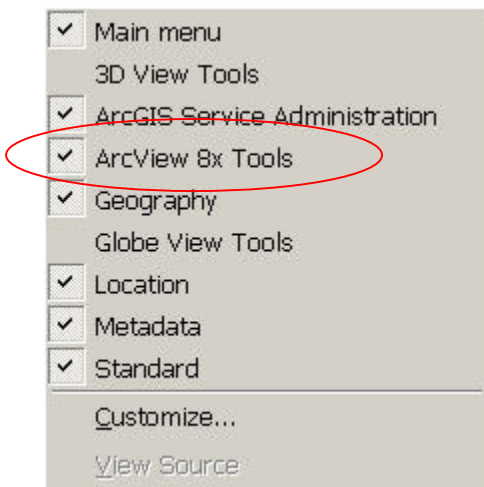 Main menu
3D View Tools
ArcGIS Service Administration
ArcView 8x Tools
Geography
Globe View Tools
Location
Metadata
Standard
Customize...
View Source